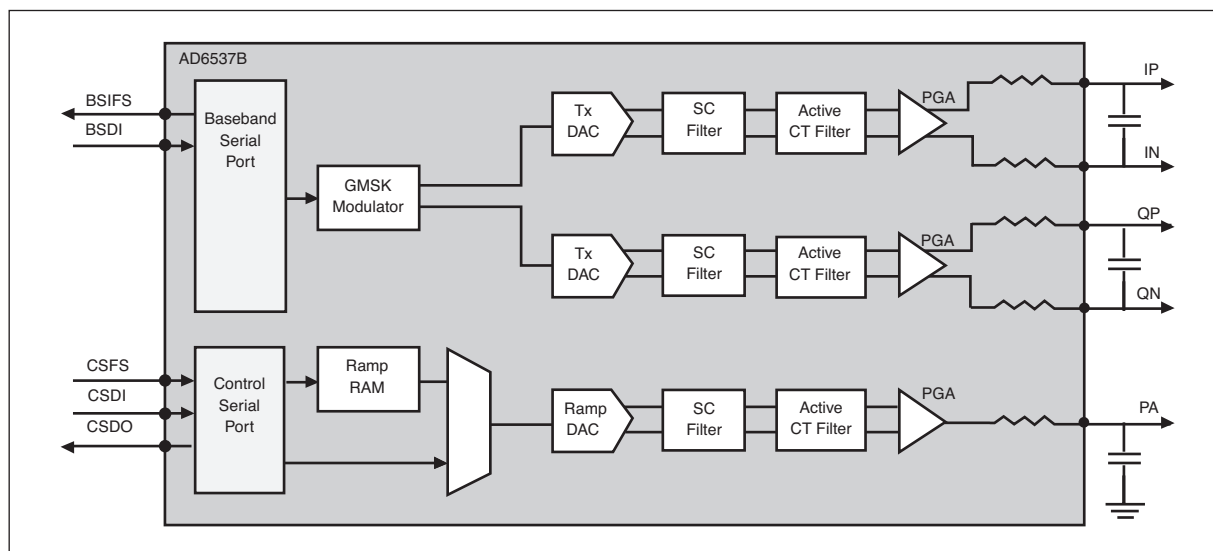 AD6537B
BSIFS
BSDI
Baseband
Serial
Port
GMSK
Modulator
Tx
DAC
SC
Filter
Active
CT Filter
PGA
IP
IN
Tx
DAC
SC
Filter
Active
CT Filter
PGA
QP
QN
CSFS
CSDI
CSDO
Control
Serial
Port
Ramp
RAM
Ramp
DAC
SC
Filter
Active
CT Filter
PGA
PA